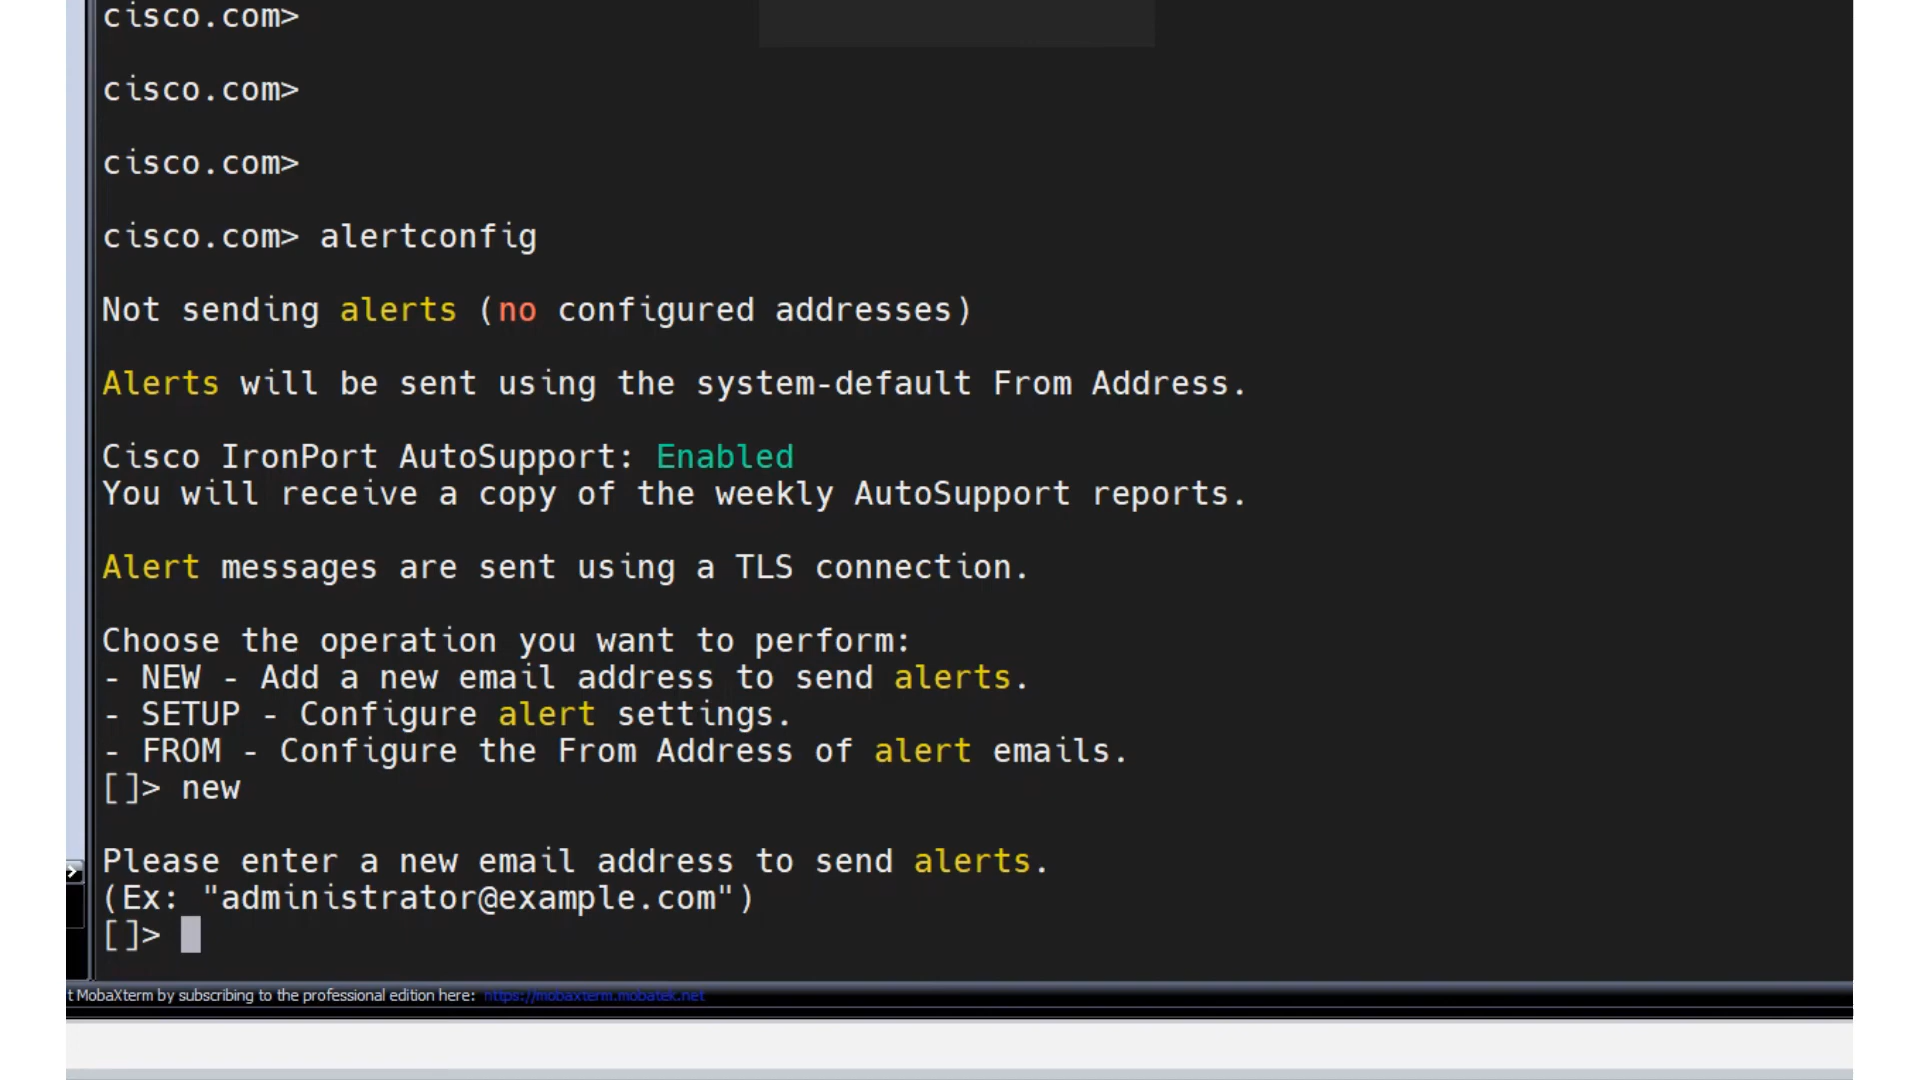 cisco.com>
cisco.com>
cisco.com>
cisco.com> alertconfig
Not sending alerts (no configured addresses)
Alerts will be sent using the system-default From Address.
Cisco IronPort AutoSupport: Enabled
You will receive a copy of the weekly AutoSupport reports.
Alert messages are sent using a TLS connection.
Choose the operation you want to perform:
- NEW - Add a new email address to send alerts.
- SETUP - Configure alert settings.
- FROM - Configure the From Address of alert emails.
[]> new
Please enter a new email address to send alerts.
(Ex: "administrator@example.com")
[]>
t MobaXterm by subscribing to the professional edition here: https://mobaxterm.mobatek.net